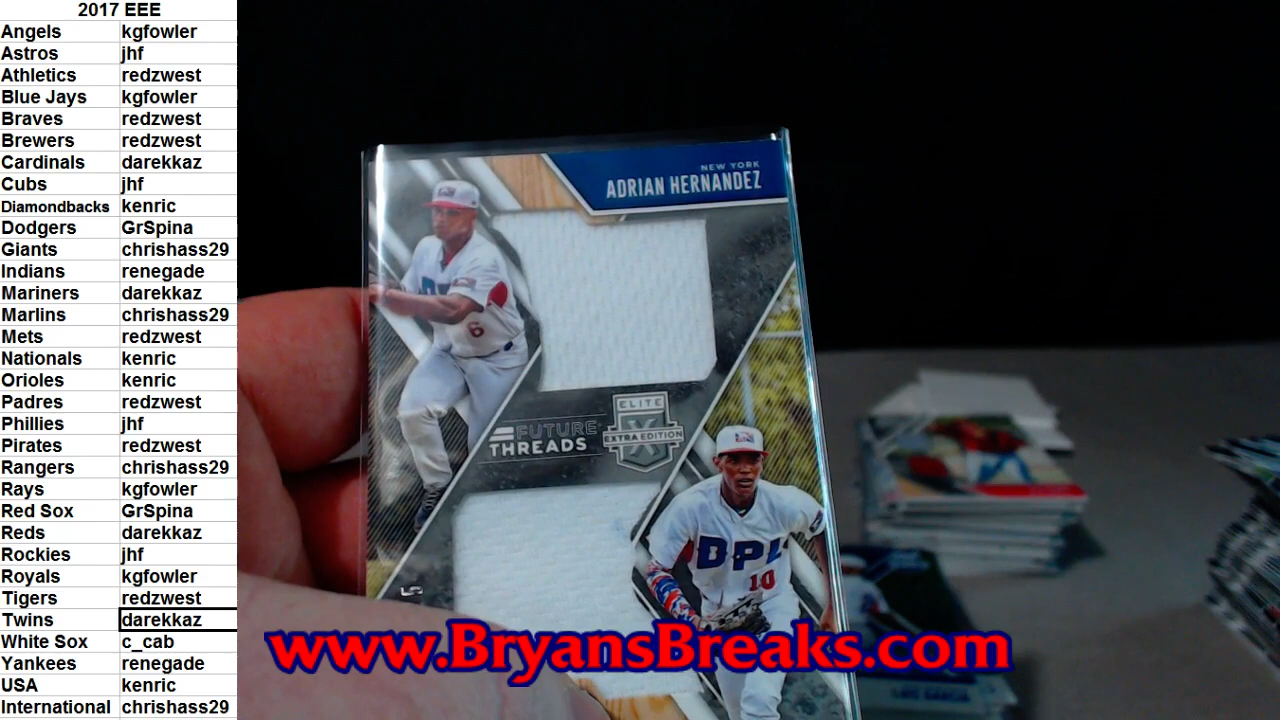 2017 EEE
Angels kgfowler
Astros jhf
Athletics redzwest
Blue Jays kgfowler
Braves redzwest
Brewers redzwest
Cardinals darekkaz
Cubs jhf
Diamondbacks kenric
Dodgers GrSpina
Giants chrishass29
Indians renegade
Mariners darekkaz
Marlins chrishass29
Mets redzwest
Nationals kenric
Orioles kenric
Padres redzwest
Phillies jhf
Pirates redzwest
Rangers chrishass29
Rays kgfowler
Red Sox GrSpina
Reds darekkaz
Rockies jhf
Royals kgfowler
Tigers redzwest
Twins darekkaz
White Sox c_cab
Yankees renegade
USA kenric
International chrishass29
NEW YORK
ADRIAN HERNANDEZ
6
FUTURE
THREADS
ELITE
X
EXTRA EDITION
DPL
10
www.BryansBreaks.com
LUIS GARCIA